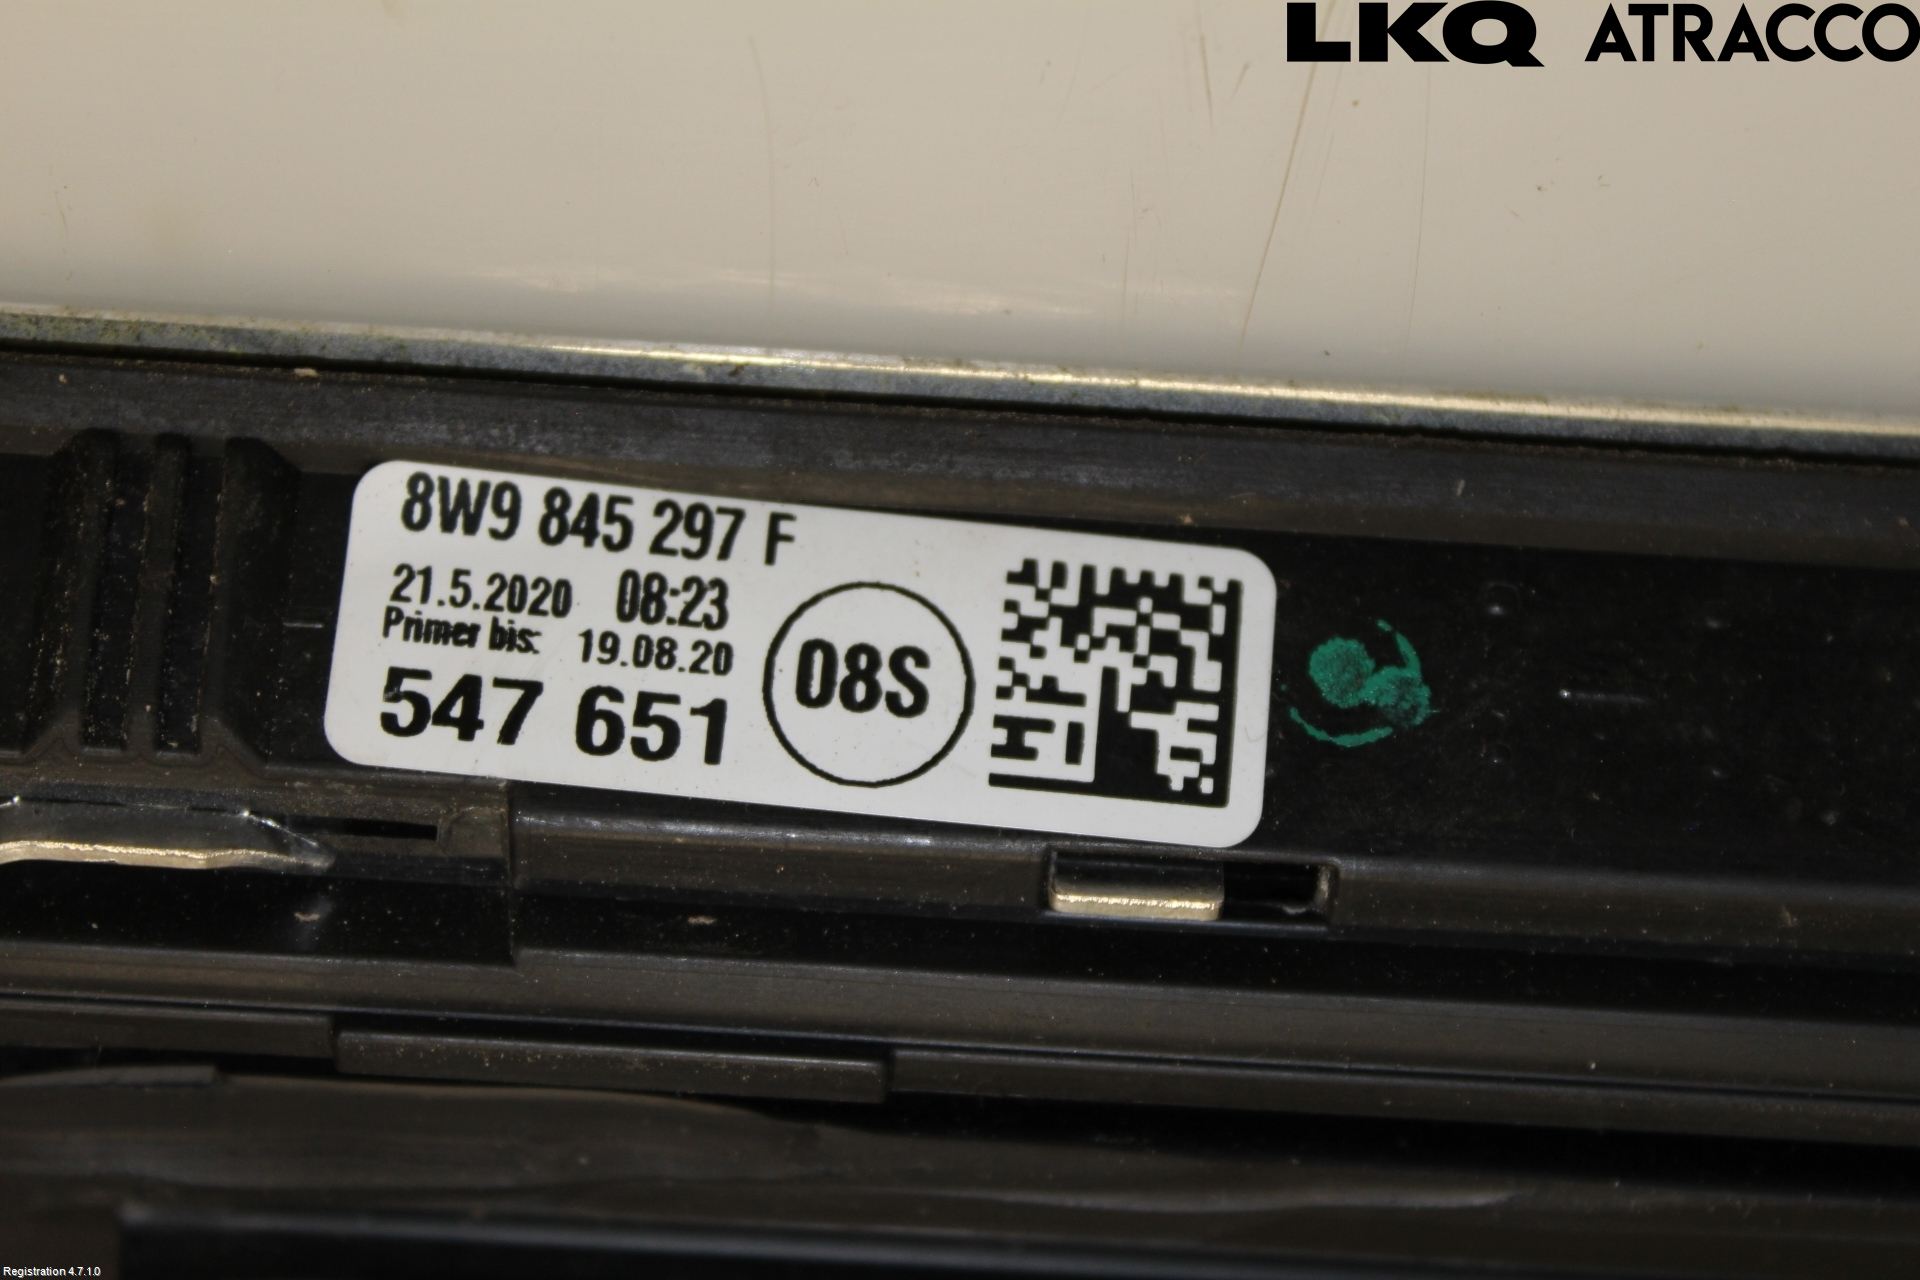 LKQ ATRACCO
8W9 845 297 F
21.5.2020 08:23
Primer bis: 19.08.20
547 651
08S
Registration 4.7.1.0